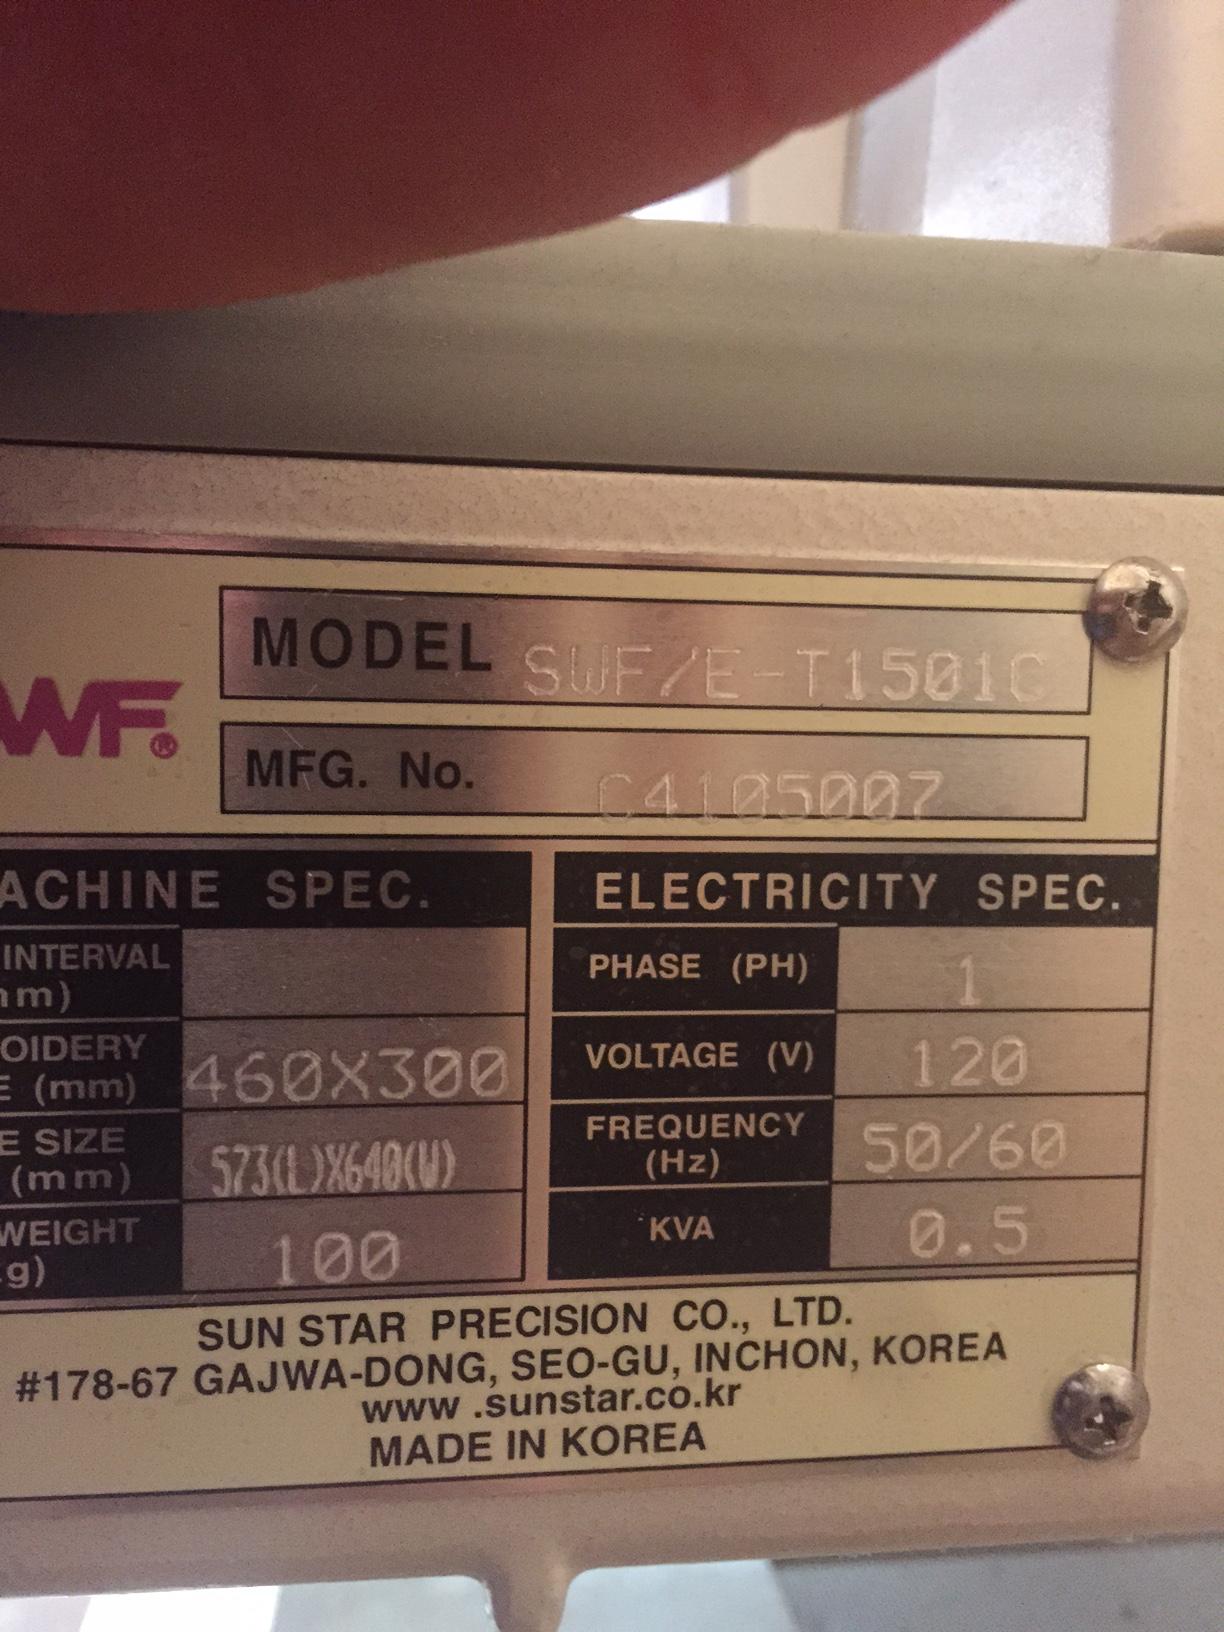 MODEL SWF/E-T1501C
WF®
MFG. No. C4105007
ACHINE SPEC.
INTERVAL
m)
OIDERY
E (mm) 460X300
E SIZE
(mm) 573(L)X640(W)
WEIGHT
g) 100
ELECTRICITY SPEC.
PHASE (PH) 1
VOLTAGE (V) 120
FREQUENCY
(Hz) 50/60
KVA 0.5
SUN STAR PRECISION CO., LTD.
#178-67 GAJWA-DONG, SEO-GU, INCHON, KOREA
www .sunstar.co.kr
MADE IN KOREA